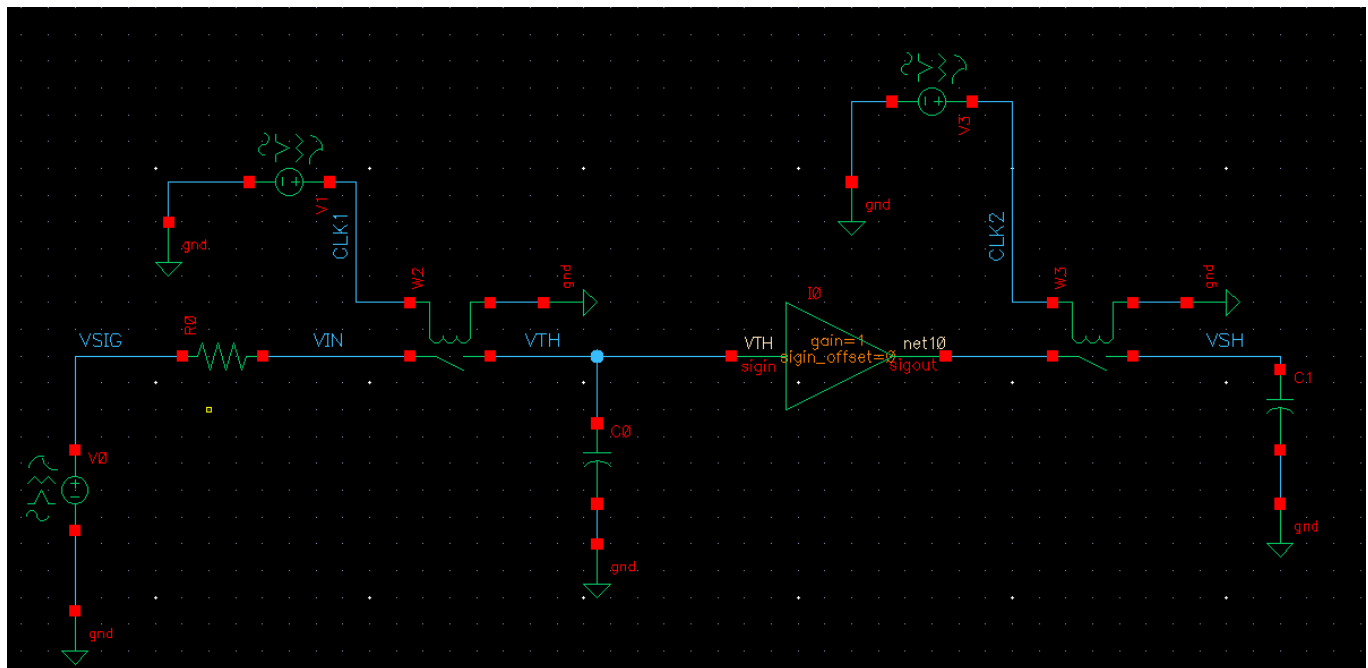 V3
gnd
V1
gnd
CLK1
CLK2
W2
gnd
W3
gnd
I0
VSIG
R0
VIN
VTH
VTH
gain=1
sigin_offset=0
net10
sigin
sigout
VSH
C1
C0
V0
gnd
gnd
gnd